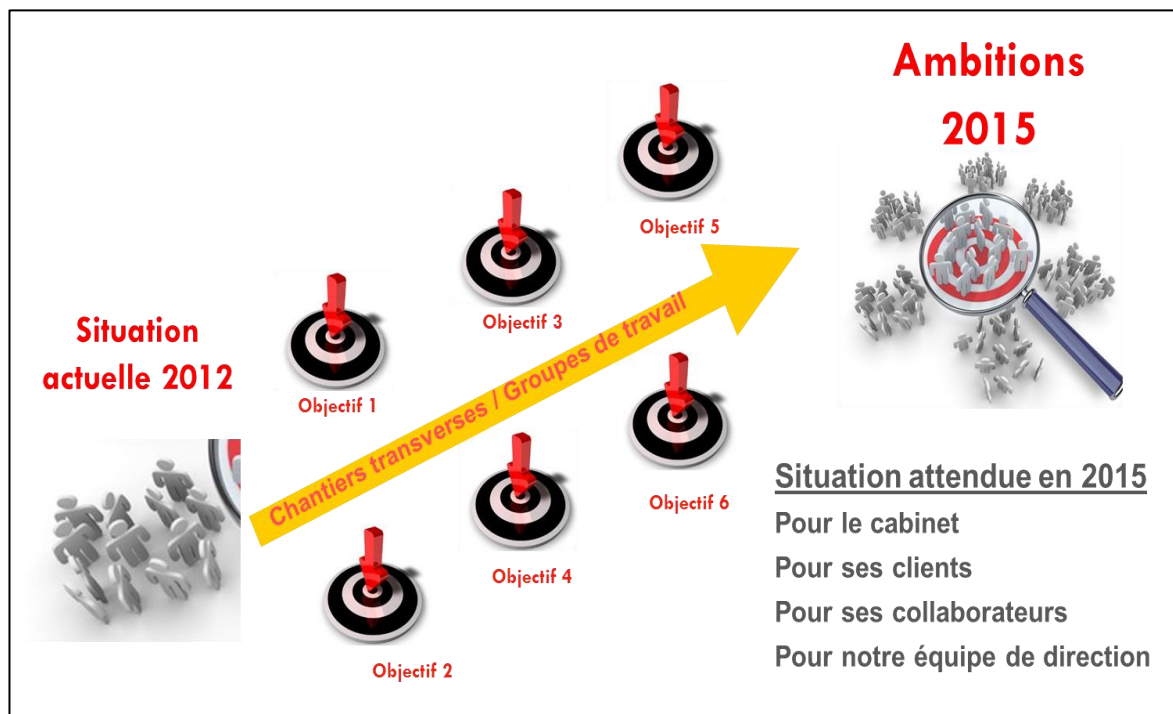 Ambitions
2015
Objectif 5
Objectif 3
Situation
actuelle 2012
Objectif 1
Chantiers transverses / Groupes de travail
Objectif 6
Objectif 4
Objectif 2
Situation attendue en 2015
Pour le cabinet
Pour ses clients
Pour ses collaborateurs
Pour notre équipe de direction